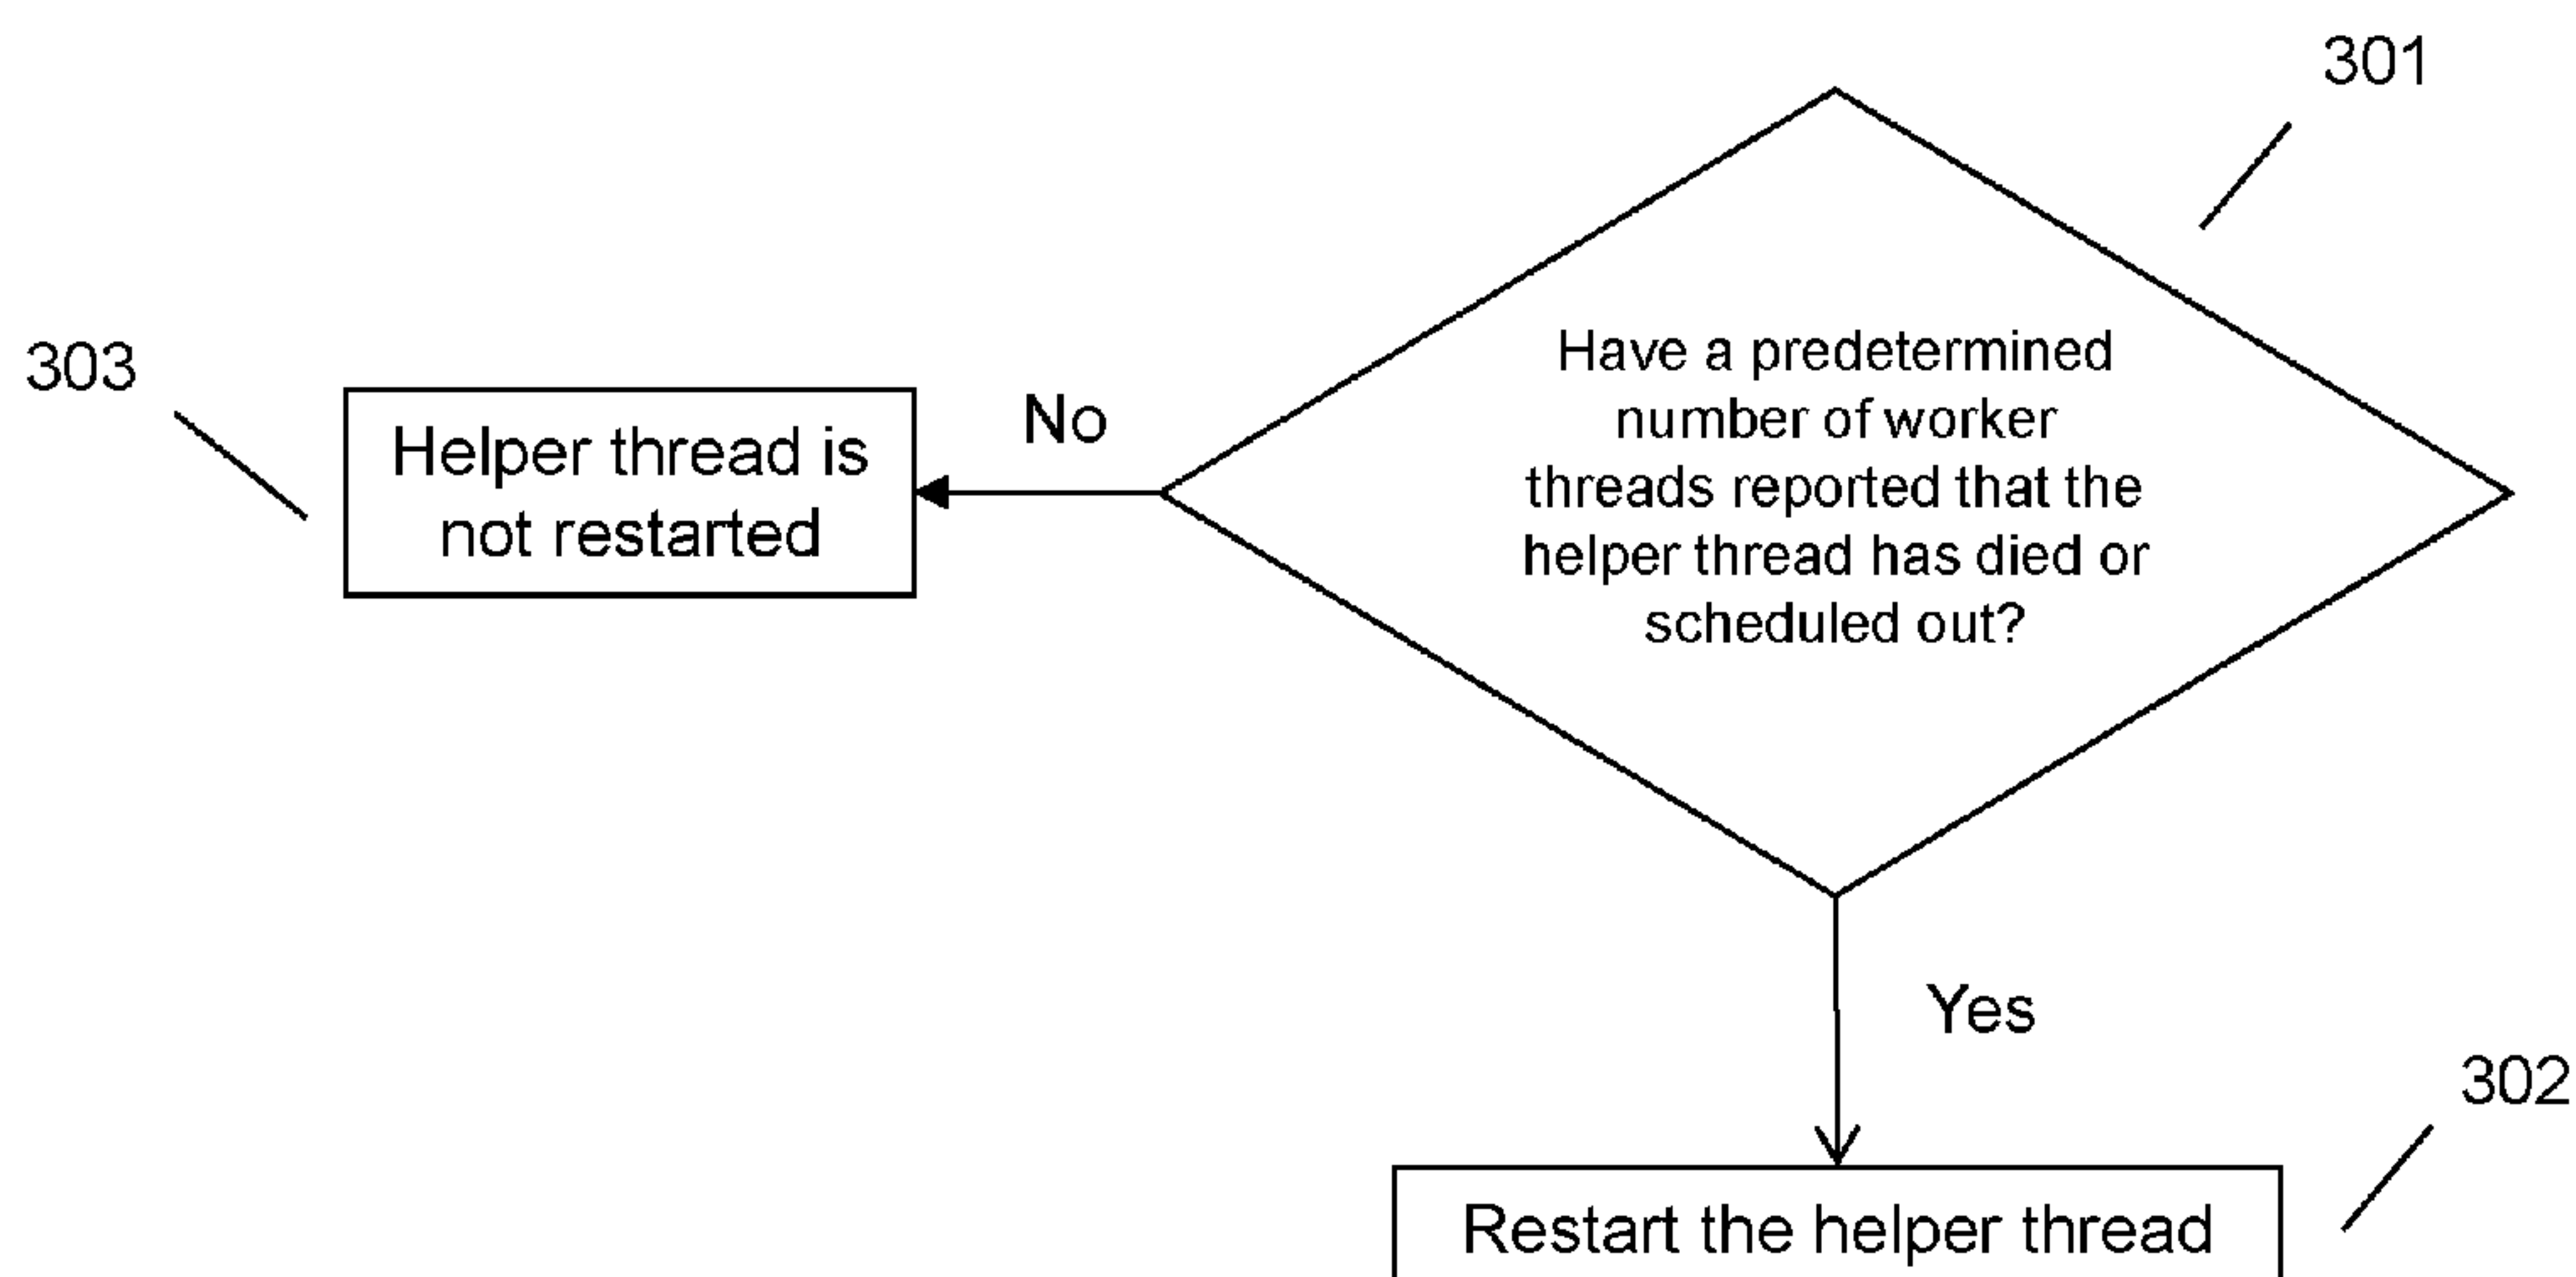 301
Have a predetermined
number of worker
threads reported that the
helper thread has died or
scheduled out?
303
No
Helper thread is
not restarted
Yes
302
Restart the helper thread